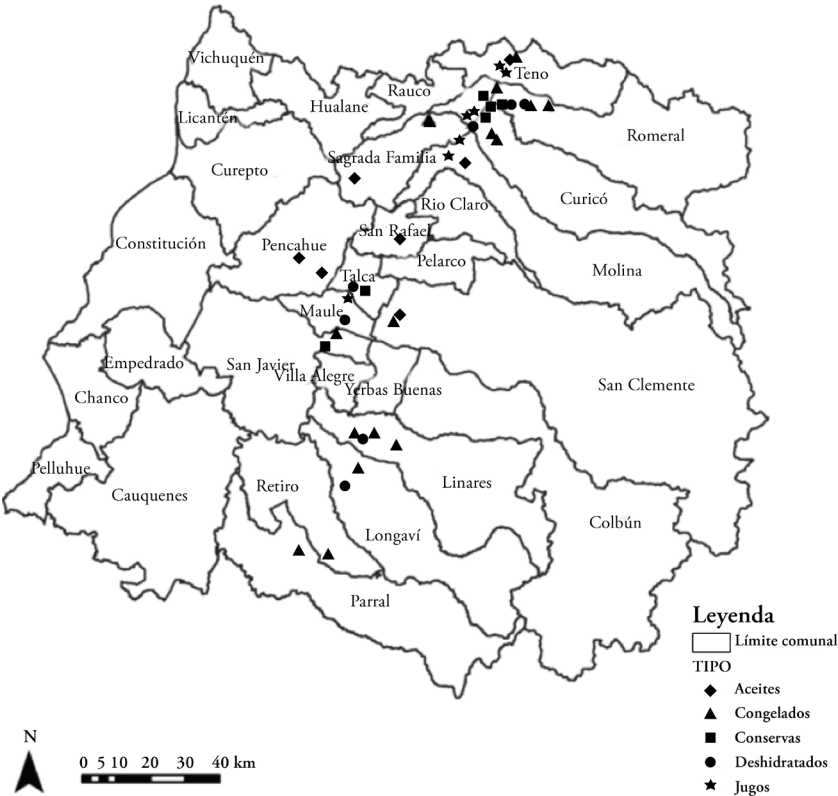 Vichuquén
Teno
Rauco
Hualane
Licantén
Romeral
Sagrada Familia
Curepto
Curicó
Rio Claro
San Rafael
Constitución
Pencahue
Pelarco
Molina
Talca
Maule
Empedrado
San Javier
Villa Alegre
San Clemente
Yerbas Buenas
Chanco
Pelluhue
Linares
Retiro
Cauquenes
Colbún
Longaví
Parral
Leyenda
Límite comunal
TIPO
Aceites
Congelados
Conservas
Deshidratados
Jugos
N
0 5 10 20 30 40 km